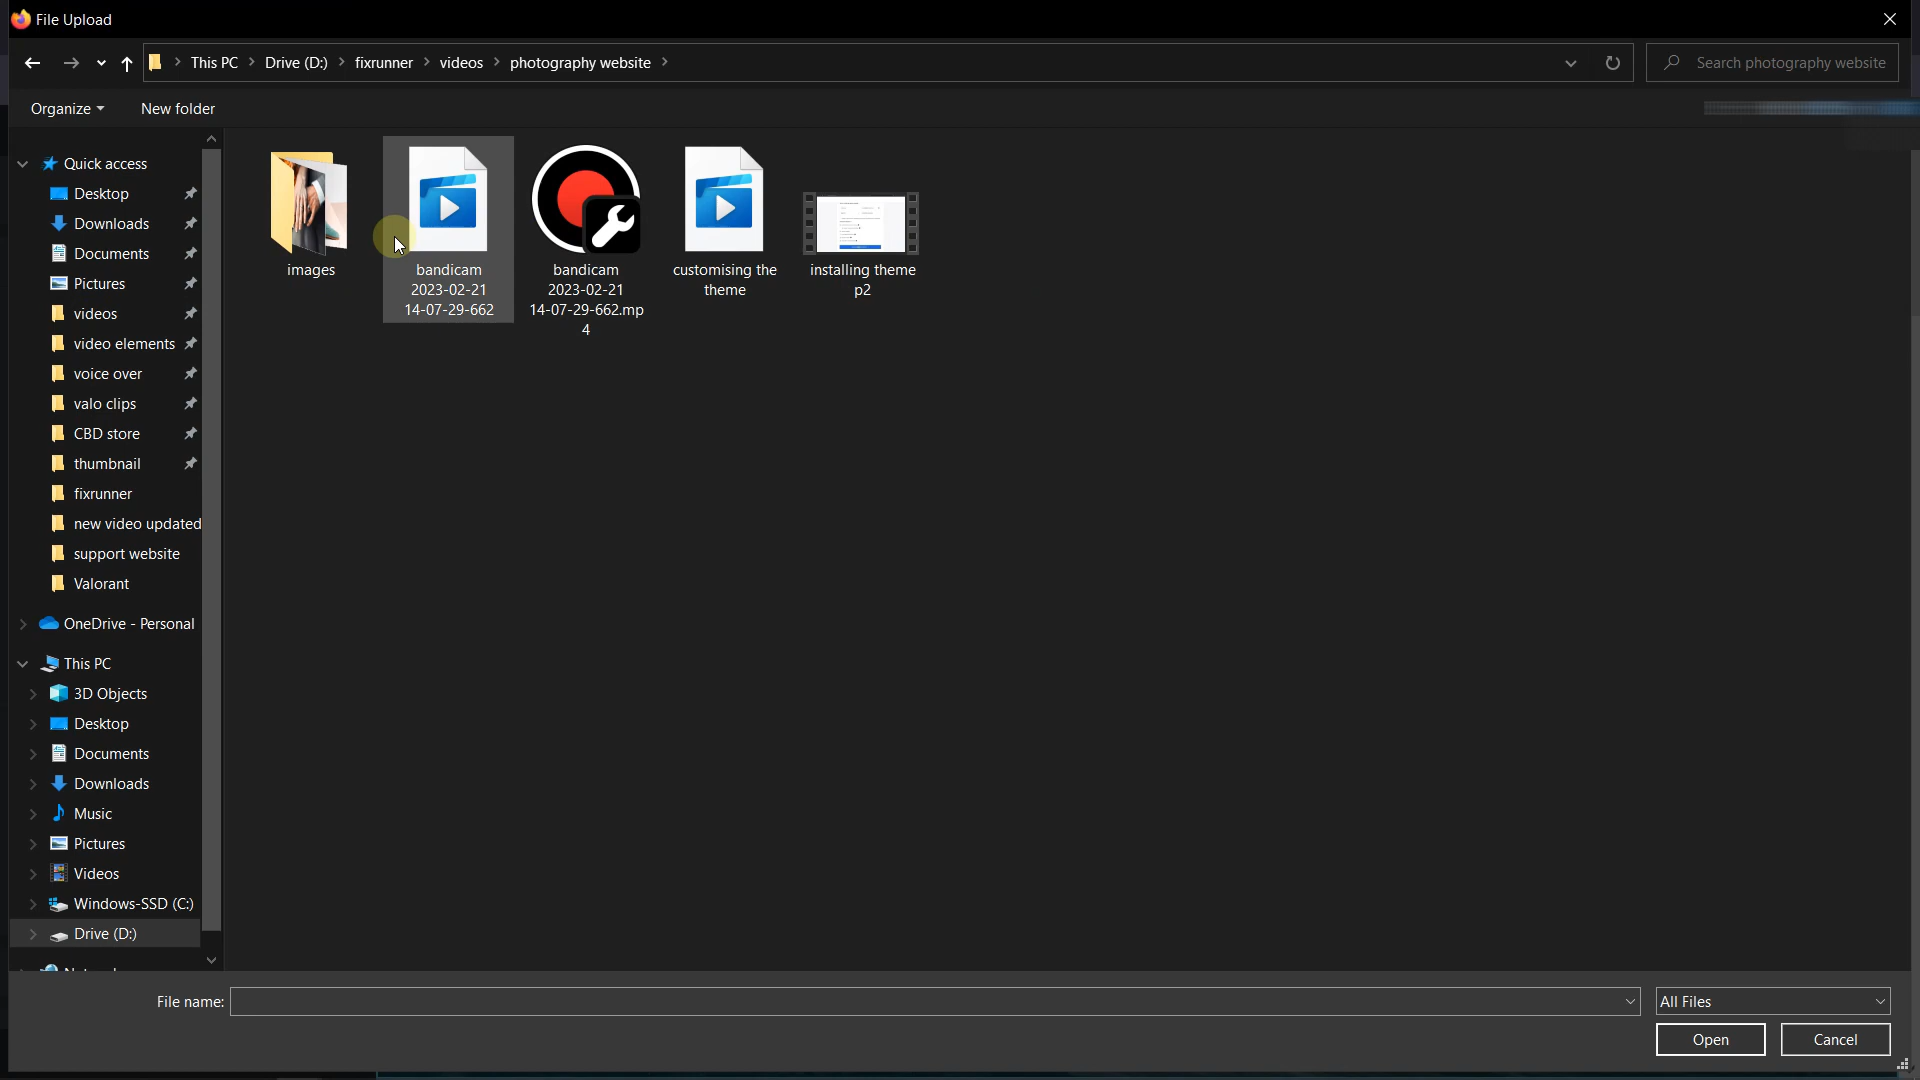 File Upload
This PC Drive (D:) fixrunner videos photography website
Search photography website
Organize New folder
Quick access
Desktop
Downloads
Documents
Pictures
videos
video elements
voice over
valo clips
CBD store
thumbnail
fixrunner
new video updated
support website
Valorant
OneDrive - Personal
This PC
3D Objects
Desktop
Documents
Downloads
Music
Pictures
Videos
Windows-SSD (C:)
Drive (D:)
images
bandicam
2023-02-21
14-07-29-662
bandicam
2023-02-21
14-07-29-662.mp
4
customising the
theme
installing theme
p2
File name:
All Files
Open
Cancel